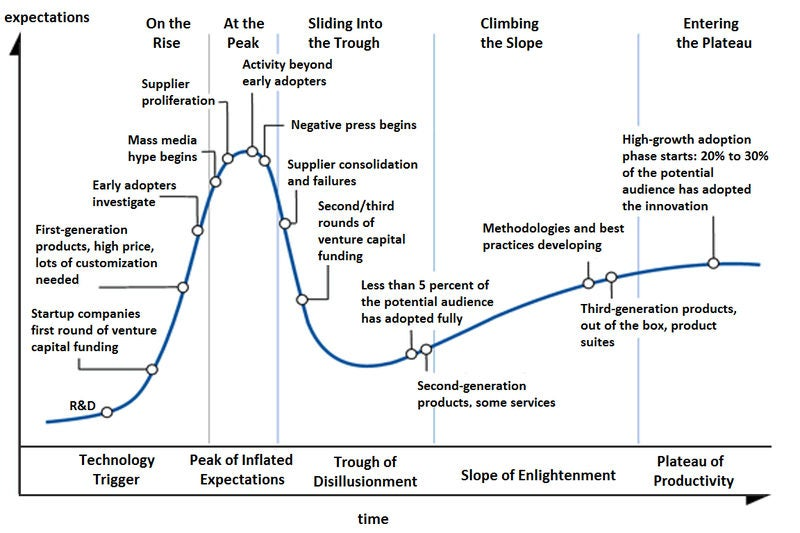 expectations
On the
Rise
At the
Peak
Sliding Into
the Trough
Climbing
the Slope
Entering
the Plateau
Activity beyond
early adopters
Supplier
proliferation
Negative press begins
Mass media
hype begins
Supplier consolidation
and failures
Early adopters
investigate
Second/third
rounds of
venture capital
funding
First-generation
products, high price,
lots of customization
needed
Startup companies
first round of venture
capital funding
R&D
Less than 5 percent of
the potential audience
has adopted fully
Second-generation
products, some services
Methodologies and best
practices developing
Third-generation products,
out of the box, product
suites
High-growth adoption
phase starts: 20% to 30%
of the potential
audience has adopted
the innovation
Technology
Trigger
Peak of Inflated
Expectations
Trough of
Disillusionment
Slope of Enlightenment
Plateau of
Productivity
time